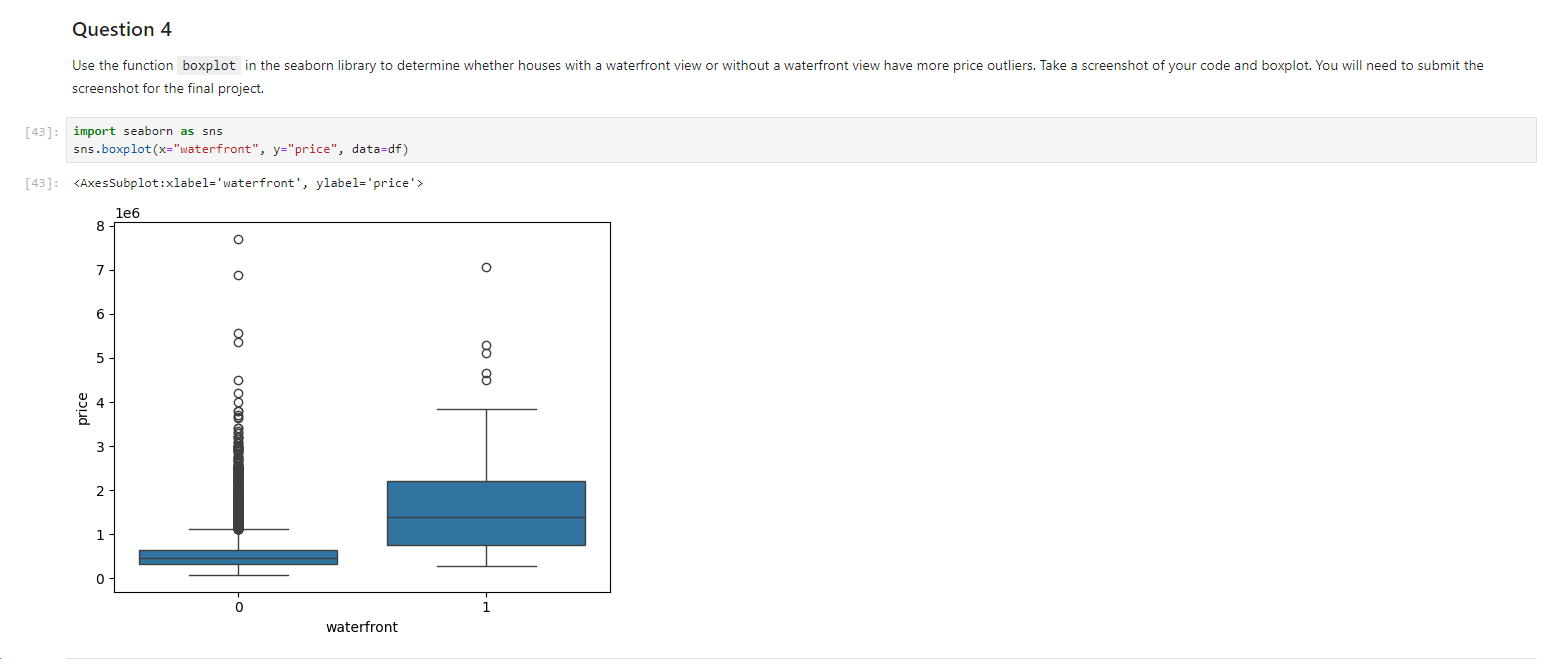 Question 4
Use the function boxplot in the seaborn library to determine whether houses with a waterfront view or without a waterfront view have more price outliers. Take a screenshot of your code and boxplot. You will need to submit the
screenshot for the final project.
[43]: import seaborn as sns
sns.boxplot(x="waterfront", y="price", data=df)
[43]: <AxesSubplot:xlabel='waterfront', ylabel='price'>
1e6
8
7
6
5
4
3
2
1
0
price
0 1
waterfront